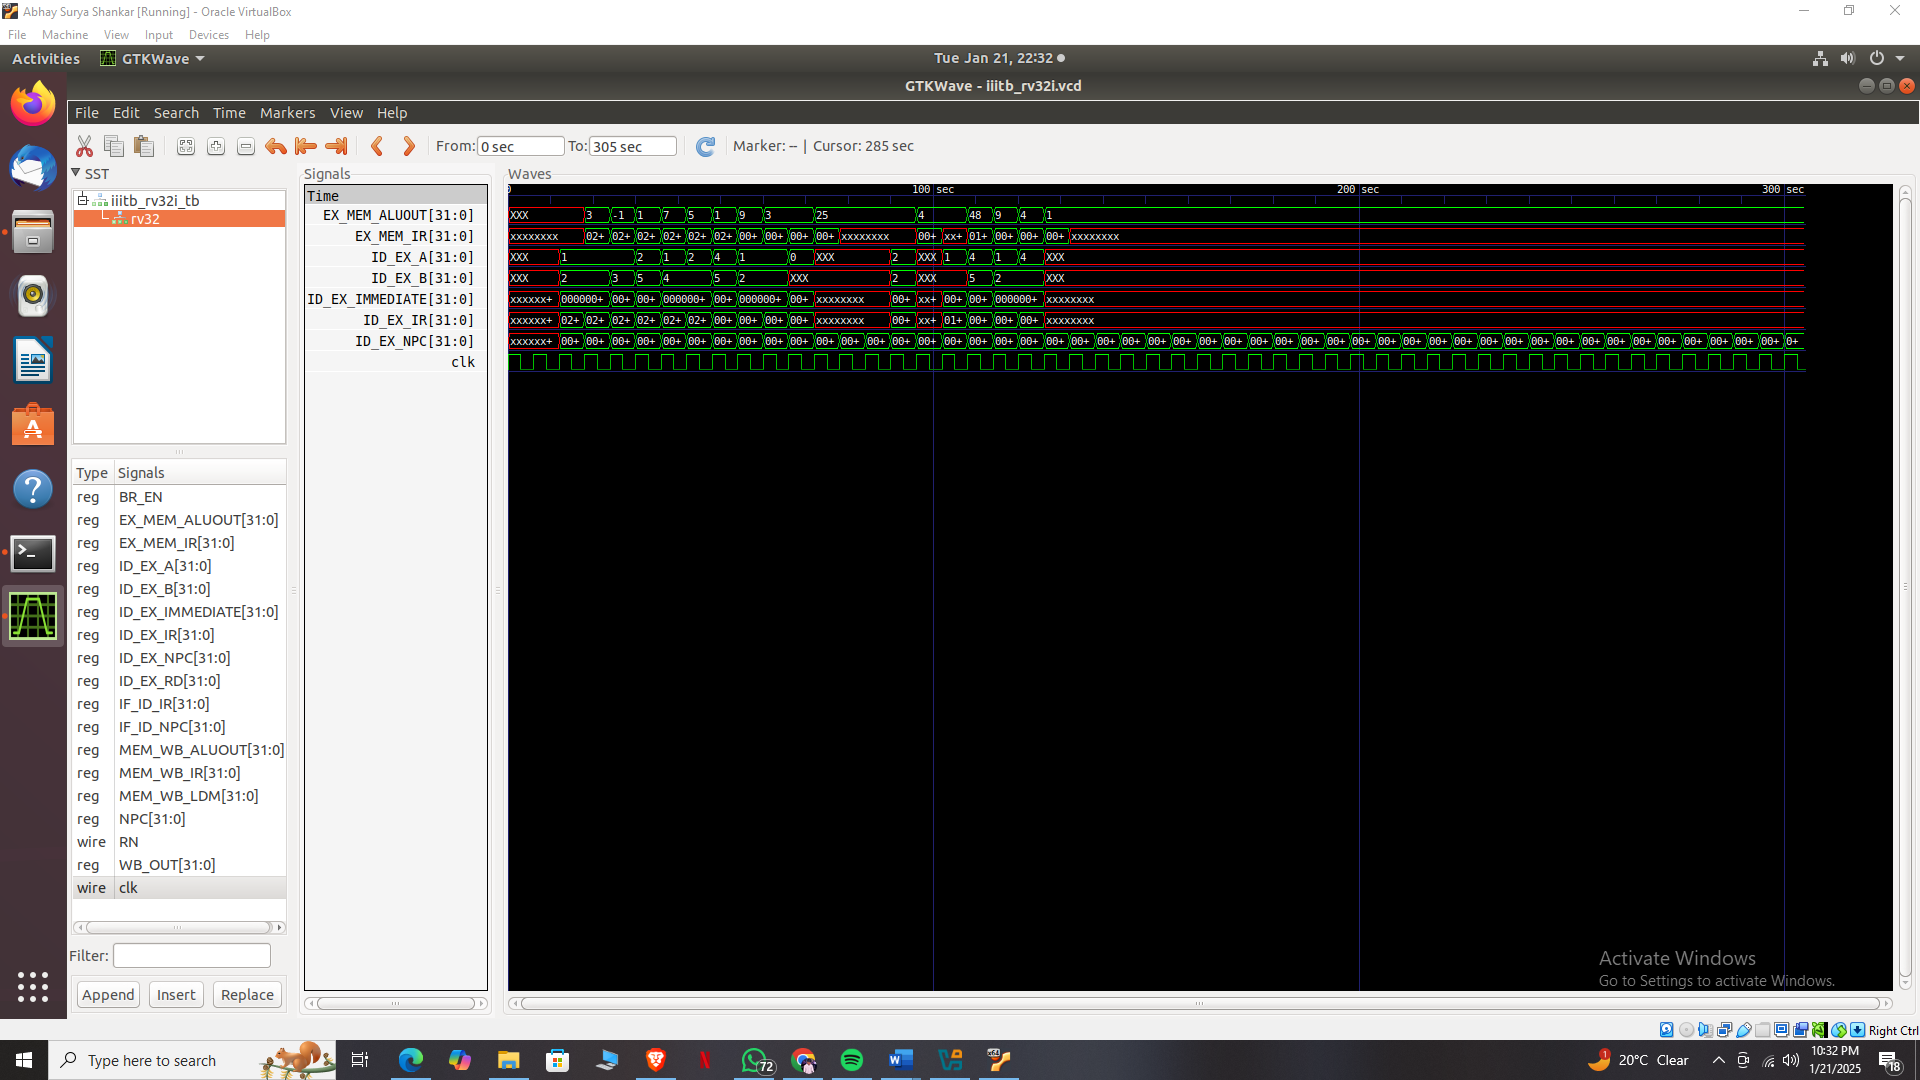 Abhay Surya Shankar [Running] - Oracle VirtualBox
File Machine View Input Devices Help
Activities GTKWave Tue Jan 21, 22:32
GTKWave - iiitb_rv32i.vcd
File Edit Search Time Markers View Help
From: 0 sec To: 305 sec Marker: -- | Cursor: 285 sec
SST
iiitb_rv32i_tb
rv32
Type Signals
reg BR_EN
reg EX_MEM_ALUOUT[31:0]
reg EX_MEM_IR[31:0]
reg ID_EX_A[31:0]
reg ID_EX_B[31:0]
reg ID_EX_IMMEDIATE[31:0]
reg ID_EX_IR[31:0]
reg ID_EX_NPC[31:0]
reg ID_EX_RD[31:0]
reg IF_ID_IR[31:0]
reg IF_ID_NPC[31:0]
reg MEM_WB_ALUOUT[31:0]
reg MEM_WB_IR[31:0]
reg MEM_WB_LDM[31:0]
reg NPC[31:0]
wire RN
reg WB_OUT[31:0]
wire clk
Filter:
Append Insert Replace
Signals
Time
EX_MEM_ALUOUT[31:0]
EX_MEM_IR[31:0]
ID_EX_A[31:0]
ID_EX_B[31:0]
ID_EX_IMMEDIATE[31:0]
ID_EX_IR[31:0]
ID_EX_NPC[31:0]
clk
Waves
0 100 sec 200 sec 300 sec
XXX 3 -1 1 7 5 1 9 3 25 4 48 9 4 1
xxxxxxxx 02+ 02+ 02+ 02+ 02+ 02+ 00+ 00+ 00+ 00+ xxxxxxxx 00+ xx+ 01+ 00+ 00+ 00+ xxxxxxxx
XXX 1 2 1 2 4 1 0 XXX 2 XXX 1 4 1 4 XXX
XXX 2 3 5 4 5 2 XXX 2 XXX 5 2 XXX
xxxxxx+ 000000+ 00+ 00+ 000000+ 00+ 000000+ 00+ xxxxxxxx 00+ xx+ 00+ 00+ 000000+ xxxxxxxx
xxxxxx+ 02+ 02+ 02+ 02+ 02+ 02+ 00+ 00+ 00+ 00+ xxxxxxxx 00+ xx+ 01+ 00+ 00+ 00+ xxxxxxxx
xxxxxx+ 00+ 00+ 00+ 00+ 00+ 00+ 00+ 00+ 00+ 00+ 00+ 00+ 00+ 00+ 00+ 00+ 00+ 00+ 00+ 00+ 00+ 00+ 00+ 00+ 00+ 00+ 00+ 00+ 00+ 00+ 00+ 00+ 00+ 00+ 00+ 00+ 00+ 00+ 00+ 00+ 00+ 00+ 00+ 00+ 00+ 00+ 00+ 00+ 0+
Activate Windows
Go to Settings to activate Windows.
Right Ctrl
Type here to search
72
1 20°C Clear
10:32 PM
1/21/2025
18